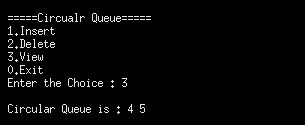 =====Circualr Queue=====
1.Insert
2.Delete
3.View
0.Exit
Enter the Choice : 3
Circular Queue is : 4 5